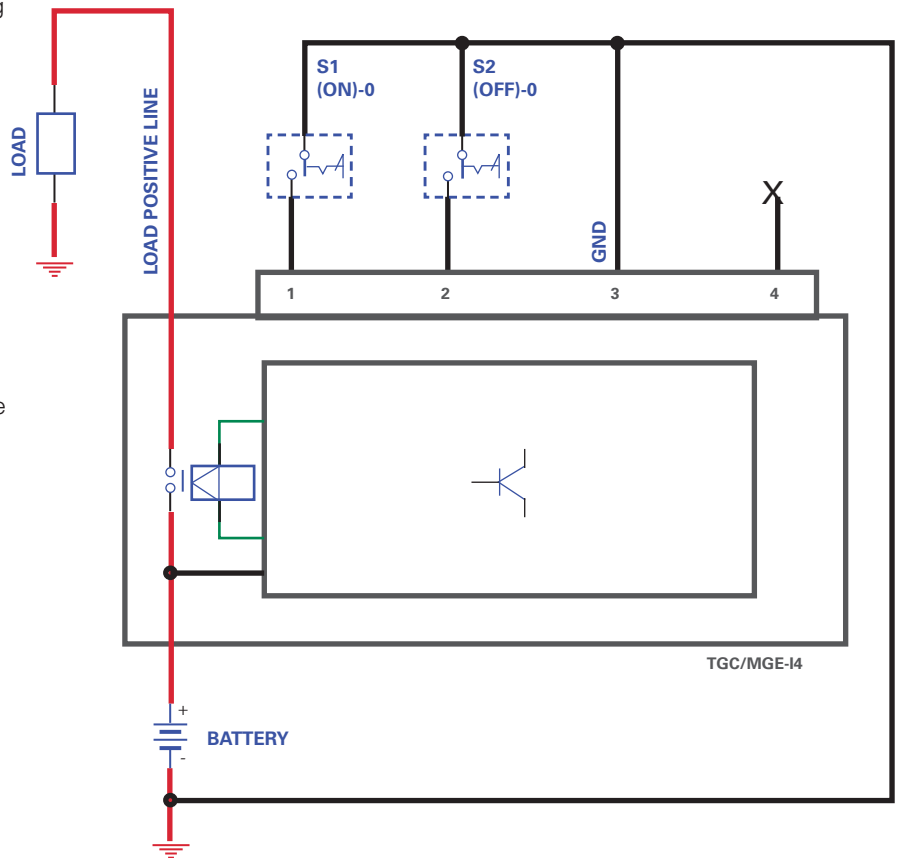 g
S1
(ON)-0
S2
(OFF)-0
LOAD
LOAD POSITIVE LINE
GND
X
1
2
3
4
e
TGC/MGE-I4
+
BATTERY
-